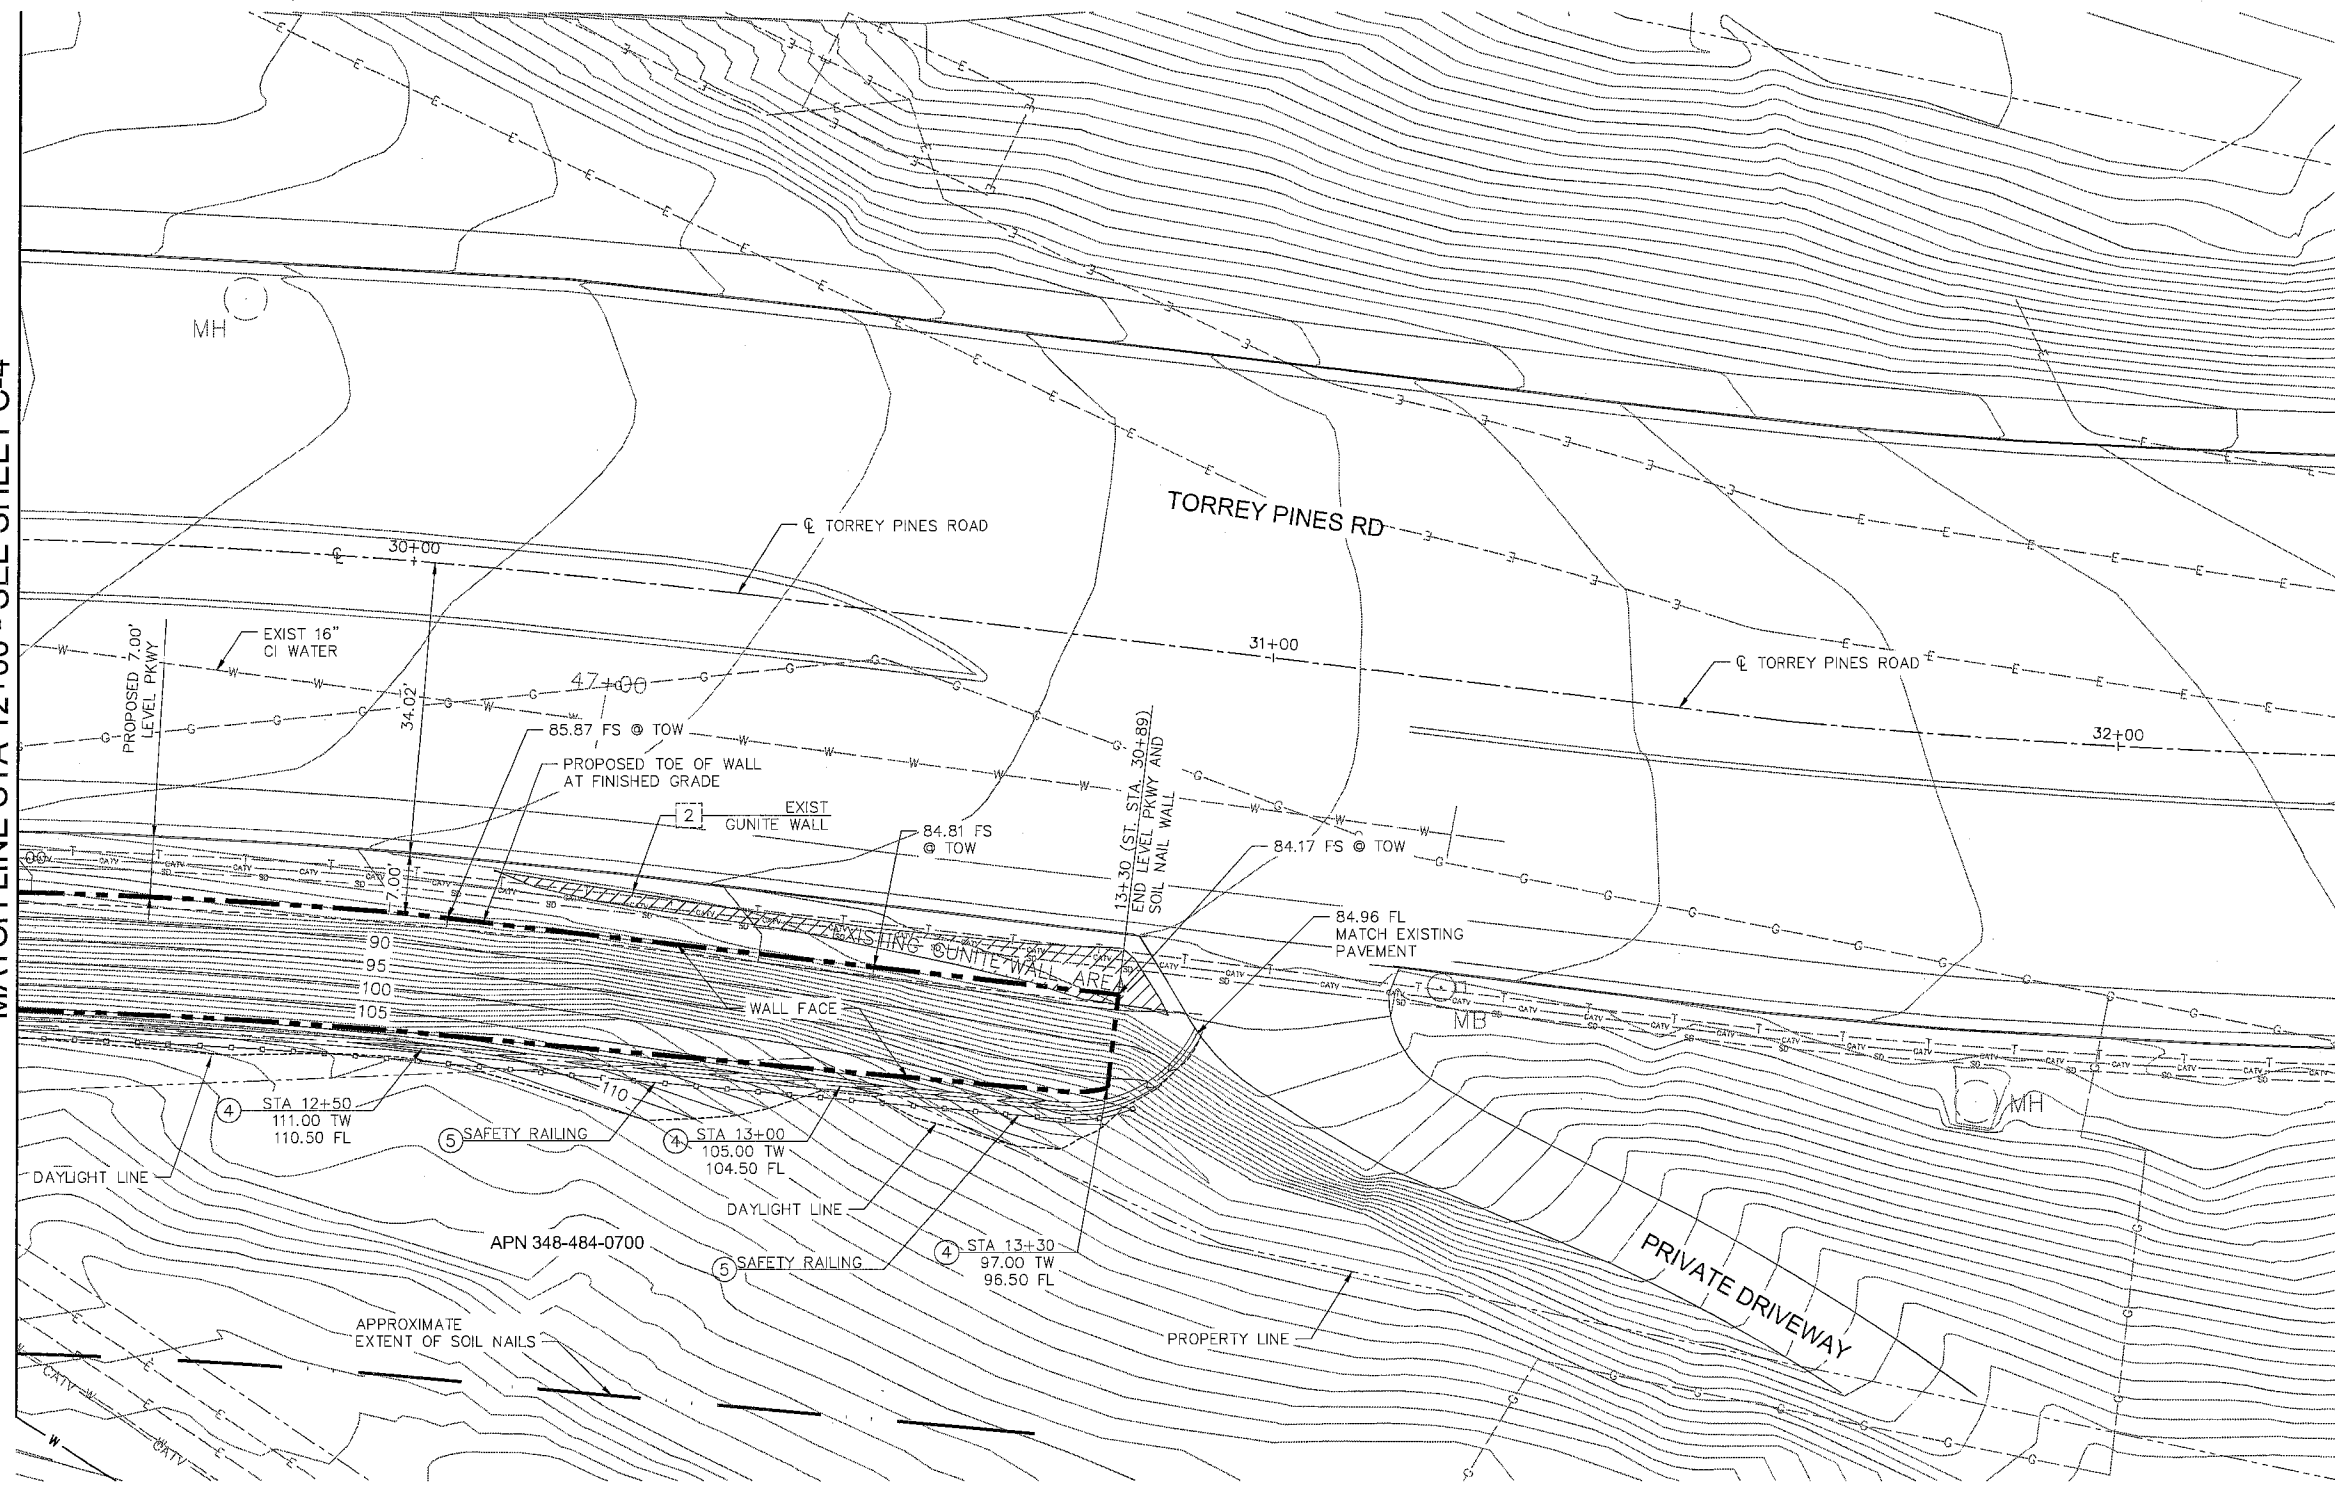 MATCH LINE STA 12+00 - SEE SHEET C-4
MH
℄ TORREY PINES ROAD
TORREY PINES RD
℄
30+00
31+00
32+00
℄ TORREY PINES ROAD
EXIST 16"
CI WATER
PROPOSED 7.00'
LEVEL PKWY
34.02'
47+00
85.87 FS @ TOW
PROPOSED TOE OF WALL
AT FINISHED GRADE
2
EXIST
GUNITE WALL
84.81 FS
@ TOW
13+30 (ST. STA. 30+89)
END LEVEL PKWY AND
SOIL NAIL WALL
84.17 FS @ TOW
84.96 FL
MATCH EXISTING
PAVEMENT
7.00'
EXISTING GUNITE WALL AREA
90
95
100
105
110
WALL FACE
MB
MH
4
STA 12+50
111.00 TW
110.50 FL
5 SAFETY RAILING
4
STA 13+00
105.00 TW
104.50 FL
DAYLIGHT LINE
DAYLIGHT LINE
APN 348-484-0700
5 SAFETY RAILING
4
STA 13+30
97.00 TW
96.50 FL
PRIVATE DRIVEWAY
PROPERTY LINE
APPROXIMATE
EXTENT OF SOIL NAILS
CATV
W
CATV
W